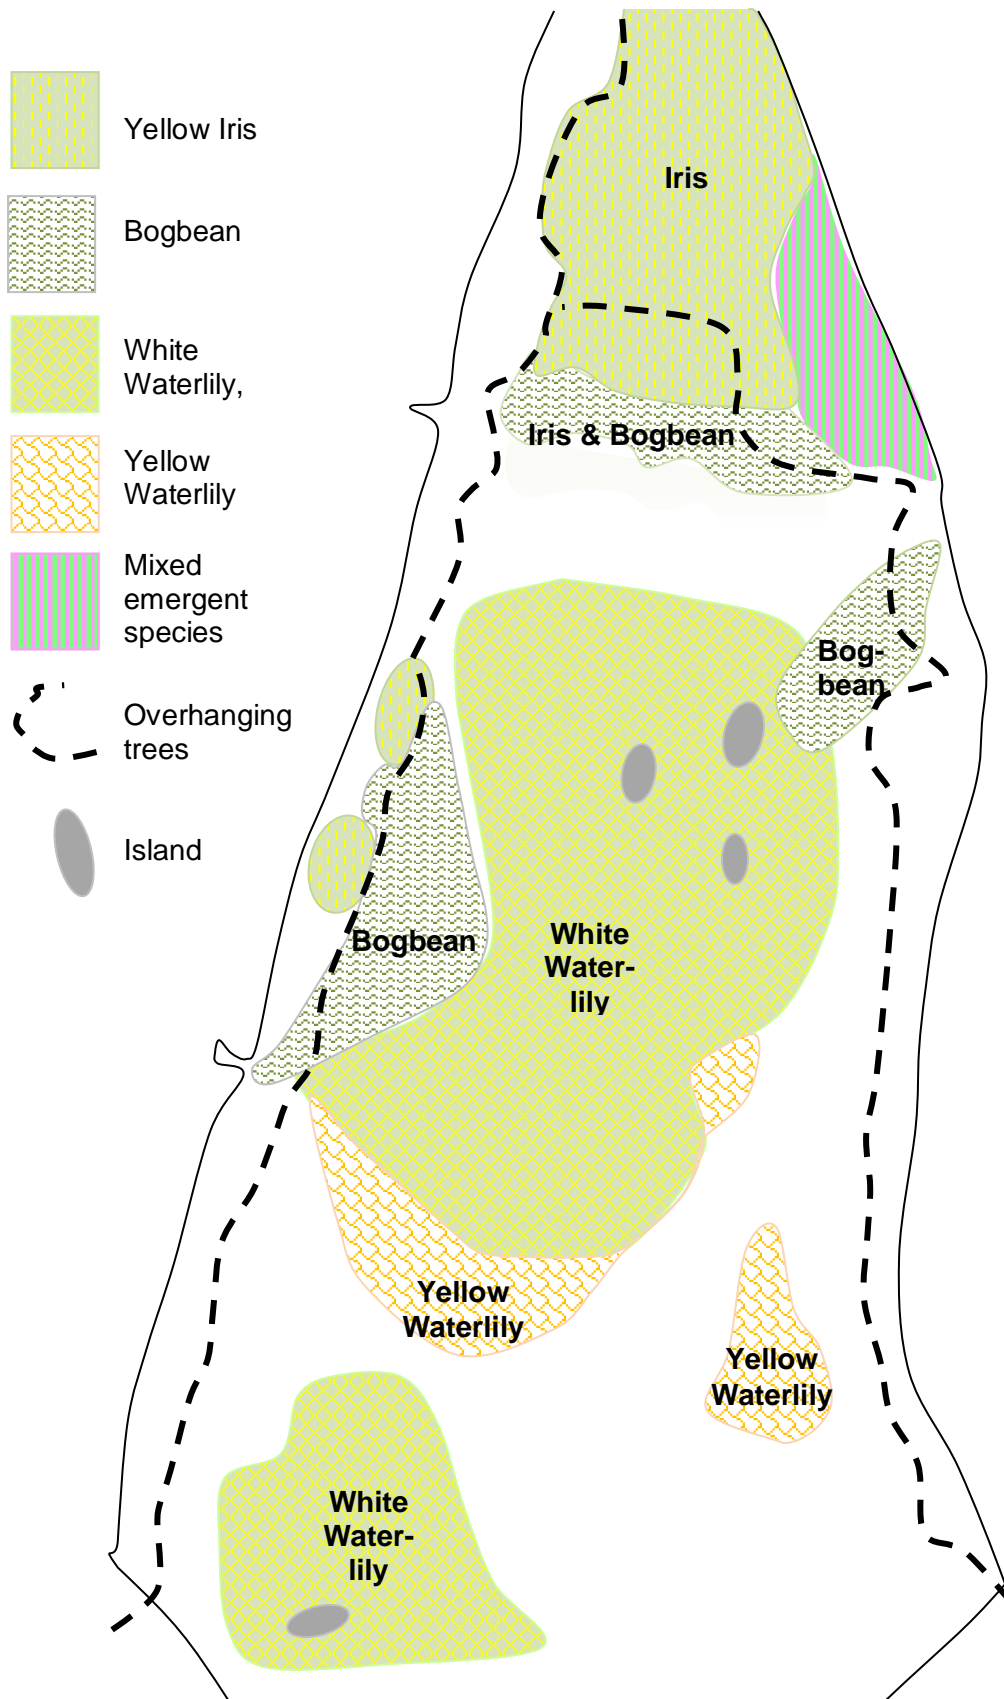 Yellow Iris
Bogbean
White
Waterlily,
Yellow
Waterlily
Mixed
emergent
species
Overhanging
trees
Island
Iris
Iris & Bogbean
Bog-
bean
Bogbean
White
Water-
lily
Yellow
Waterlily
Yellow
Waterlily
White
Water-
lily